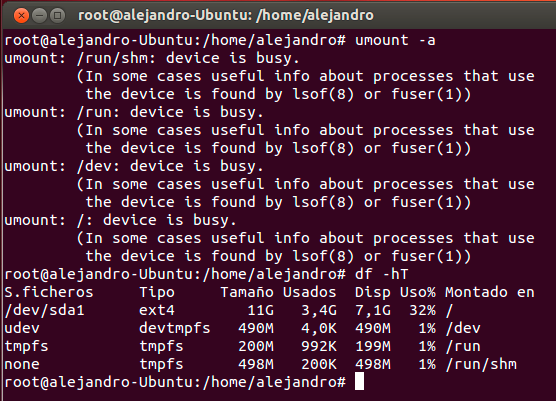 root@alejandro-Ubuntu: /home/alejandro
root@alejandro-Ubuntu:/home/alejandro# umount -a
umount: /run/shm: device is busy.
        (In some cases useful info about processes that use
         the device is found by lsof(8) or fuser(1))
umount: /run: device is busy.
        (In some cases useful info about processes that use
         the device is found by lsof(8) or fuser(1))
umount: /dev: device is busy.
        (In some cases useful info about processes that use
         the device is found by lsof(8) or fuser(1))
umount: /: device is busy.
        (In some cases useful info about processes that use
         the device is found by lsof(8) or fuser(1))
root@alejandro-Ubuntu:/home/alejandro# df -hT
S.ficheros     Tipo     Tamaño Usados  Disp Uso% Montado en
/dev/sda1      ext4        11G   3,4G  7,1G  32% /
udev           devtmpfs   490M   4,0K  490M   1% /dev
tmpfs          tmpfs      200M   992K  199M   1% /run
none           tmpfs      498M   200K  498M   1% /run/shm
root@alejandro-Ubuntu:/home/alejandro#